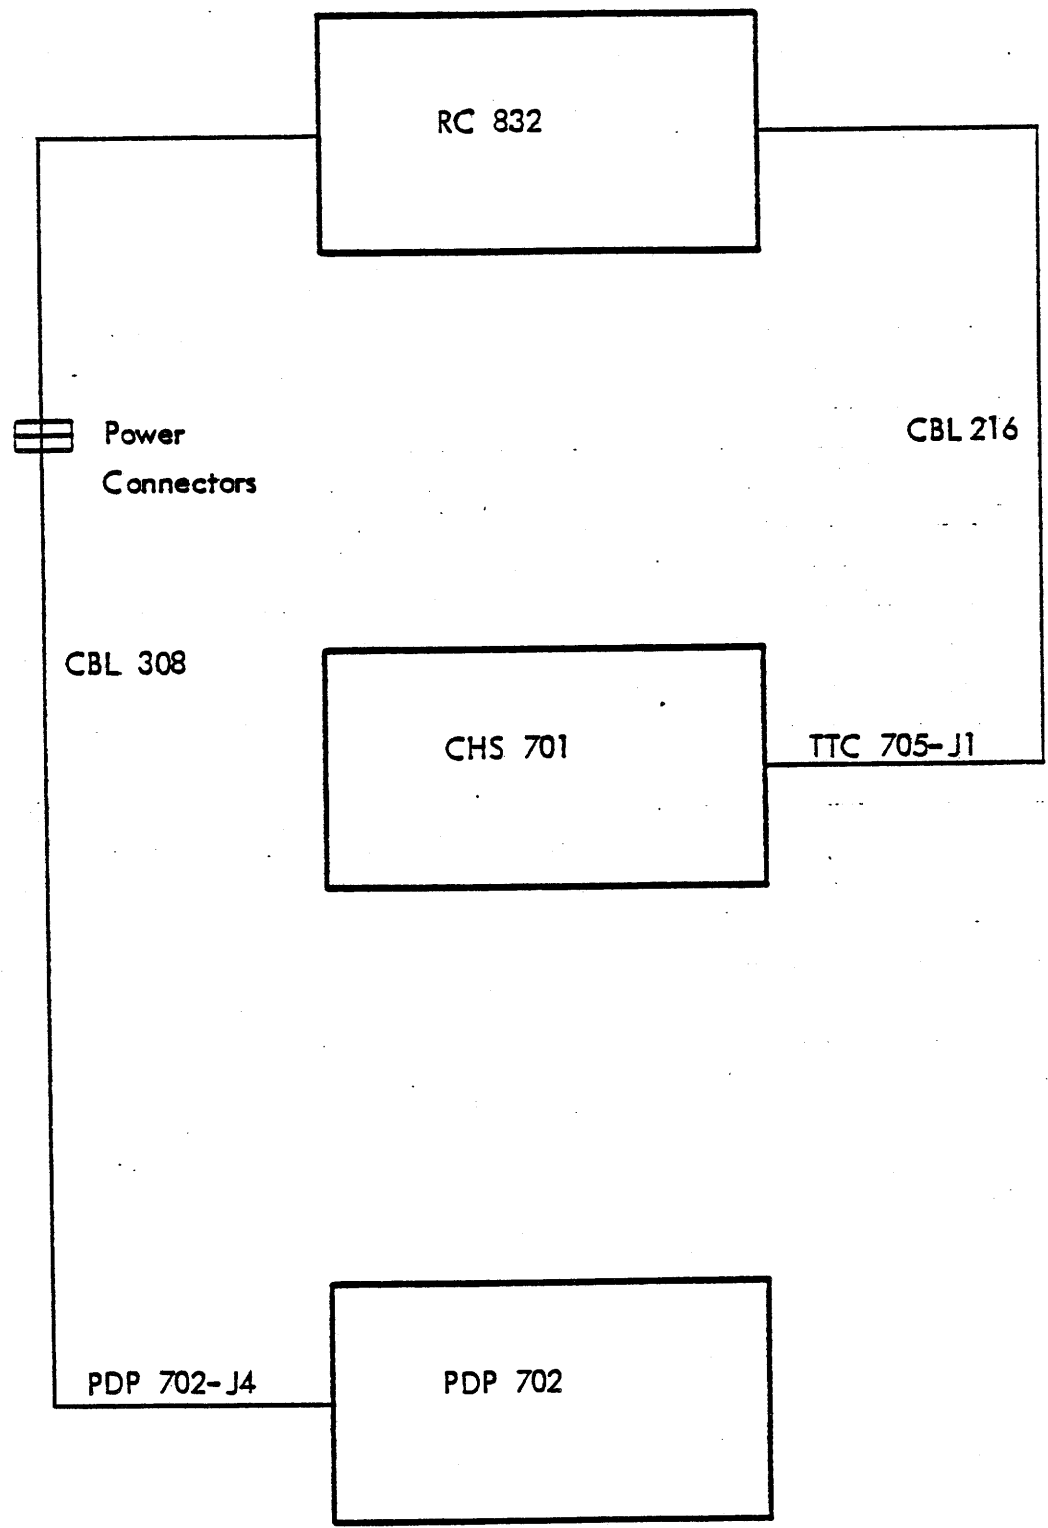 RC 832
Power
Connectors
CBL 216
CBL 308
CHS 701
TTC 705-J1
PDP 702-J4
PDP 702